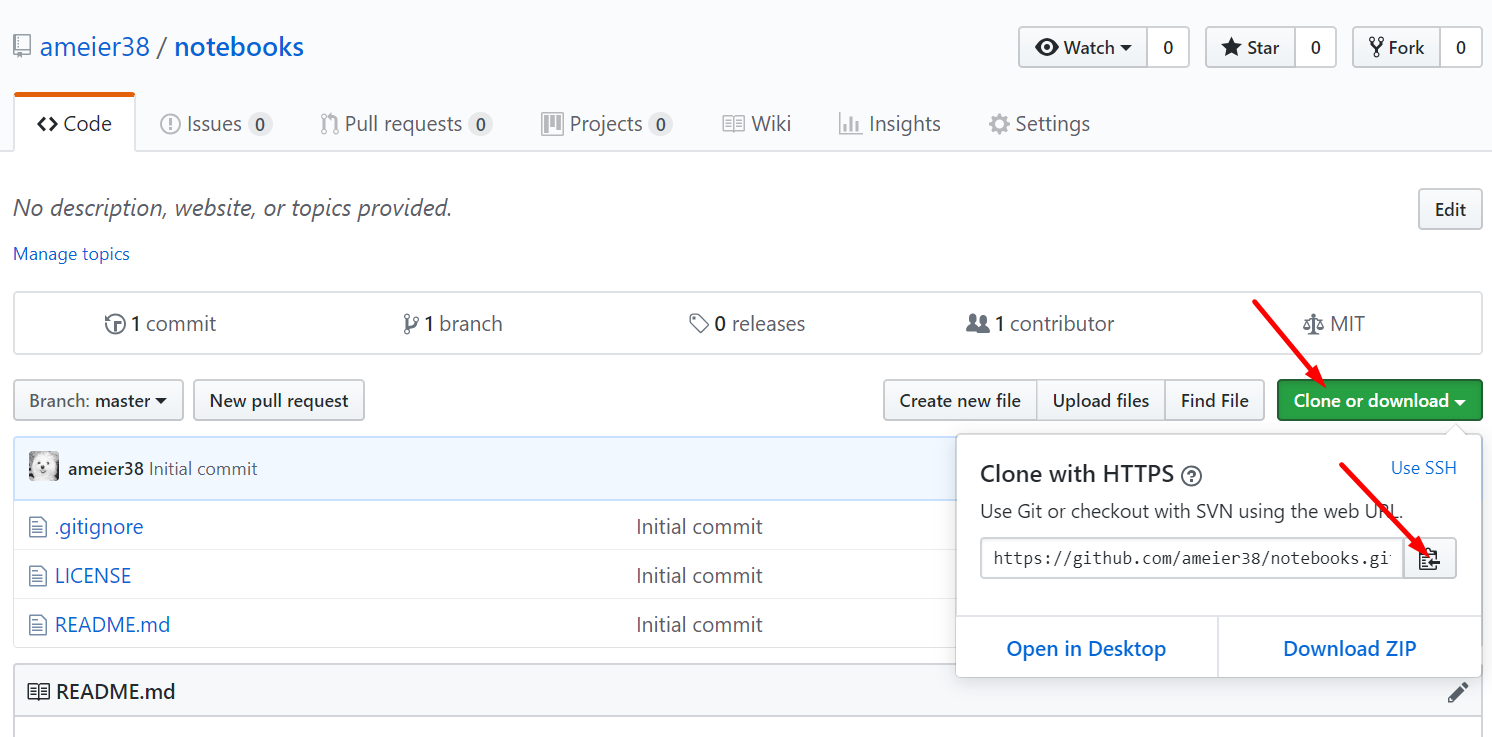 ameier38 / notebooks
Watch 0 Star 0 Fork 0
Code Issues 0 Pull requests 0 Projects 0 Wiki Insights Settings
No description, website, or topics provided.
Edit
Manage topics
1 commit 1 branch 0 releases 1 contributor MIT
Branch: master New pull request Create new file Upload files Find File Clone or download
ameier38 Initial commit
Clone with HTTPS ? Use SSH
Use Git or checkout with SVN using the web URL.
.gitignore Initial commit
https://github.com/ameier38/notebooks.gi
LICENSE Initial commit
README.md Initial commit
Open in Desktop Download ZIP
README.md